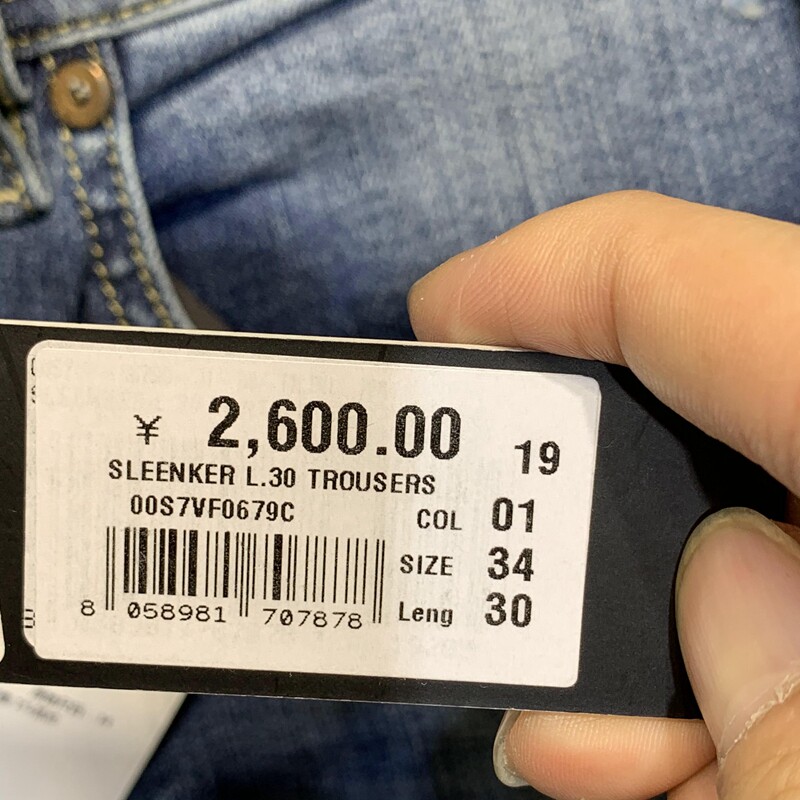 ¥ 2,600.00
19
SLEENKER L.30 TROUSERS
00S7VF0679C
COL 01
SIZE 34
Leng 30
8 058981 707878